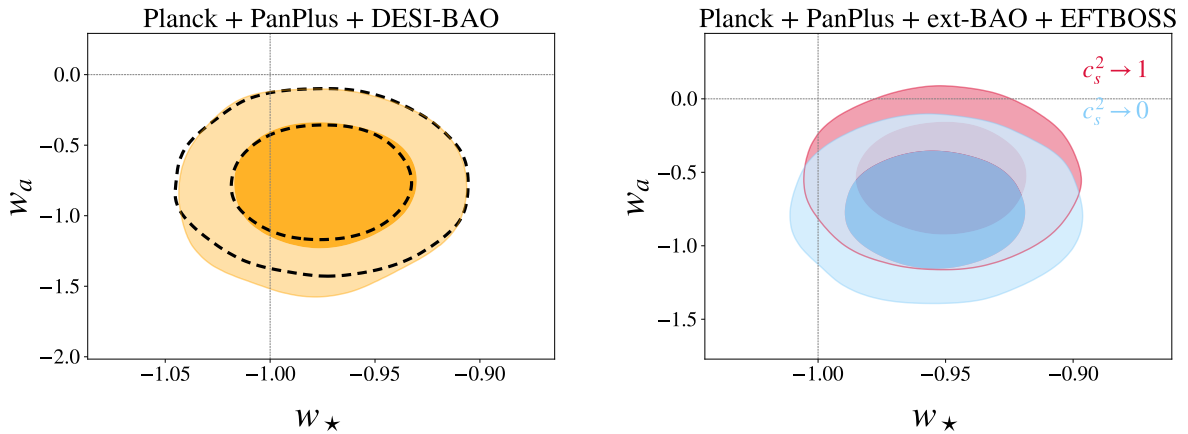 Planck + PanPlus + DESI-BAO
0.0
−0.5
−1.0
−1.5
−2.0
w_a
−1.05
−1.00
−0.95
−0.90
w_★
Planck + PanPlus + ext-BAO + EFTBOSS
c_s^2 → 1
c_s^2 → 0
0.0
−0.5
−1.0
−1.5
w_a
−1.00
−0.95
−0.90
w_★